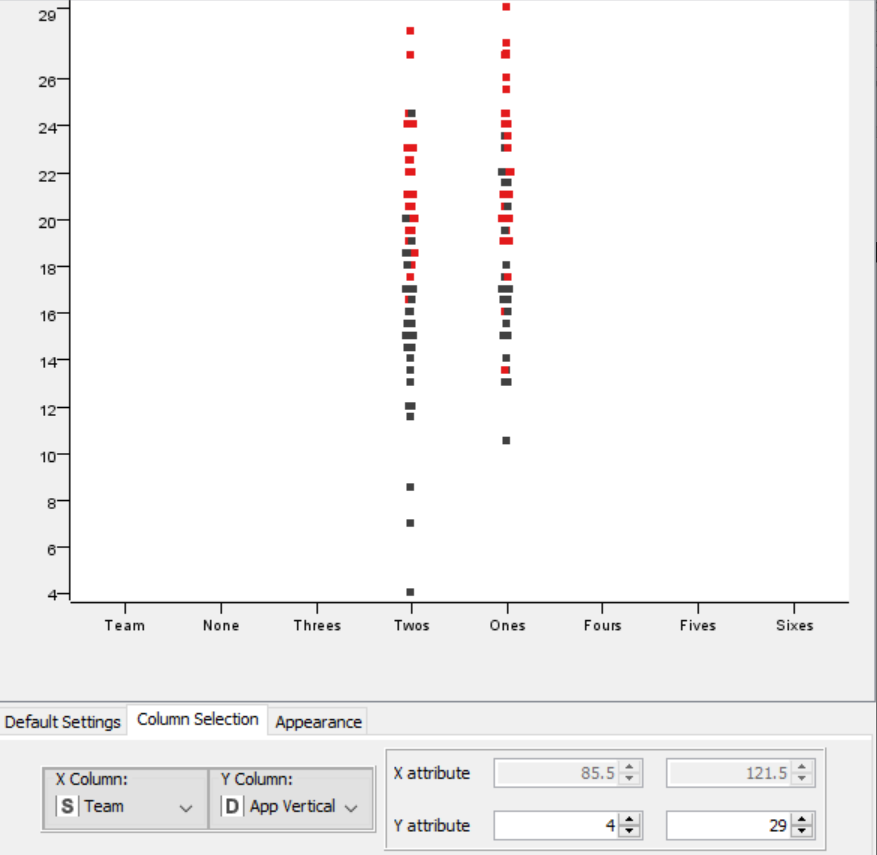 29
26
24
22
20
18
16
14
12
10
8
6
4
Team None Threes Twos Ones Fours Fives Sixes
Default Settings Column Selection Appearance
X Column: Y Column: X attribute 85.5 121.5
S Team D App Vertical
Y attribute 4 29